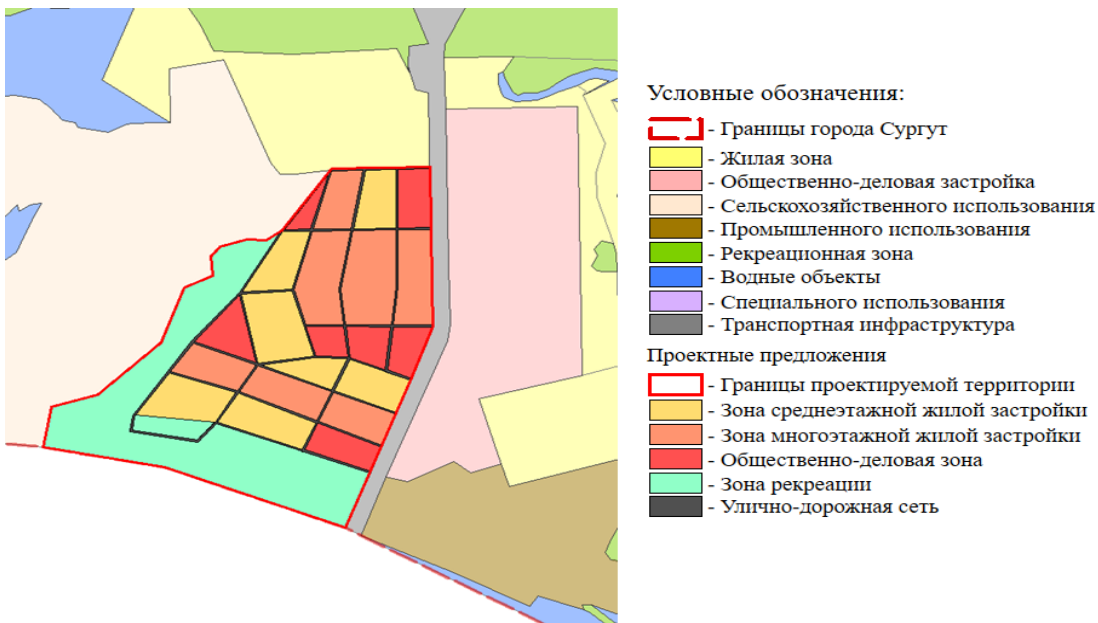 Условные обозначения:
- Границы города Сургут
- Жилая зона
- Общественно-деловая застройка
- Сельскохозяйственного использования
- Промышленного использования
- Рекреационная зона
- Водные объекты
- Специального использования
- Транспортная инфраструктура
Проектные предложения
- Границы проектируемой территории
- Зона среднеэтажной жилой застройки
- Зона многоэтажной жилой застройки
- Общественно-деловая зона
- Зона рекреации
- Улично-дорожная сеть